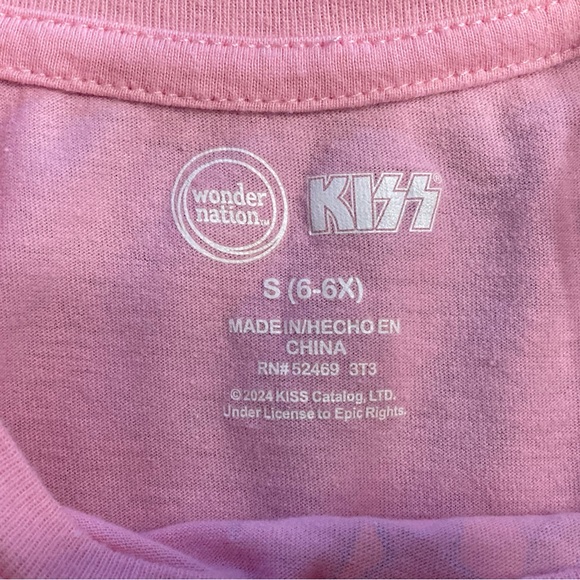 wonder
nation™
KISS
S (6-6X)
MADE IN/HECHO EN
CHINA
RN# 52469 3T3
©2024 KISS Catalog, LTD.
Under License to Epic Rights.